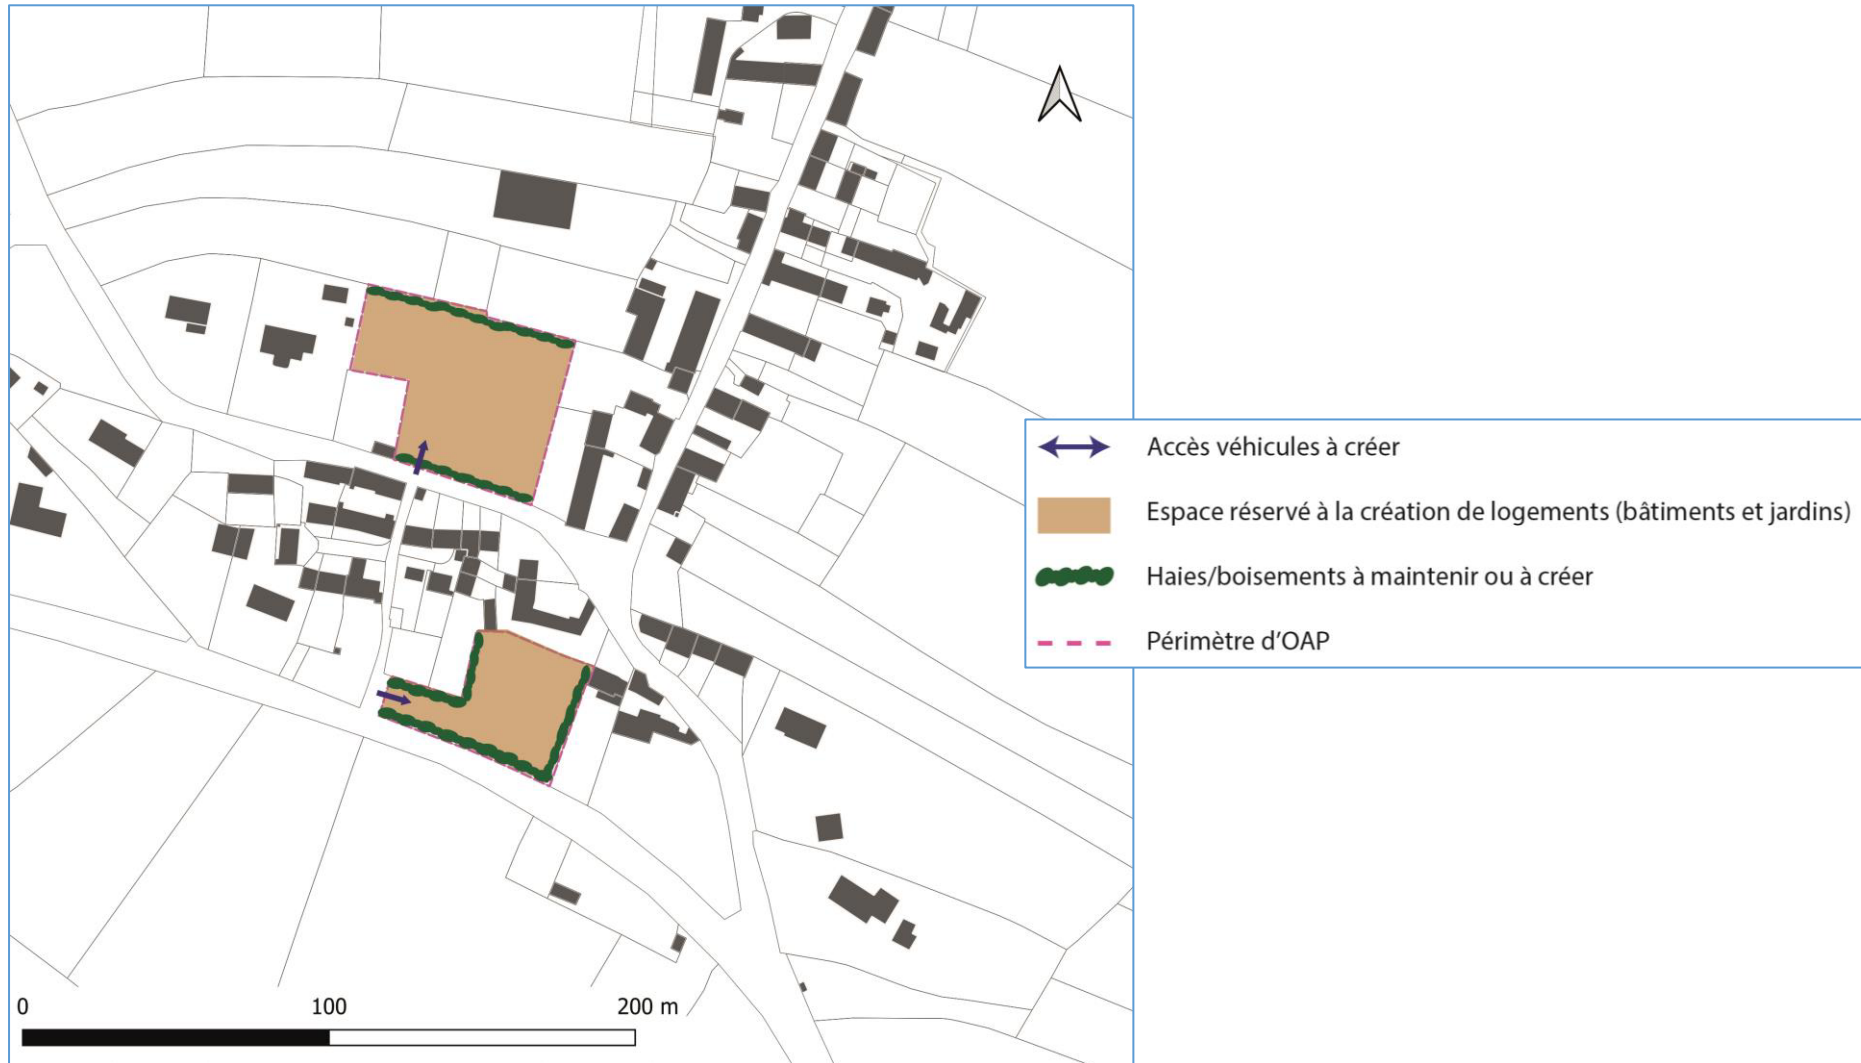 Accès véhicules à créer
Espace réservé à la création de logements (bâtiments et jardins)
Haies/boisements à maintenir ou à créer
Périmètre d’OAP
0 100 200 m